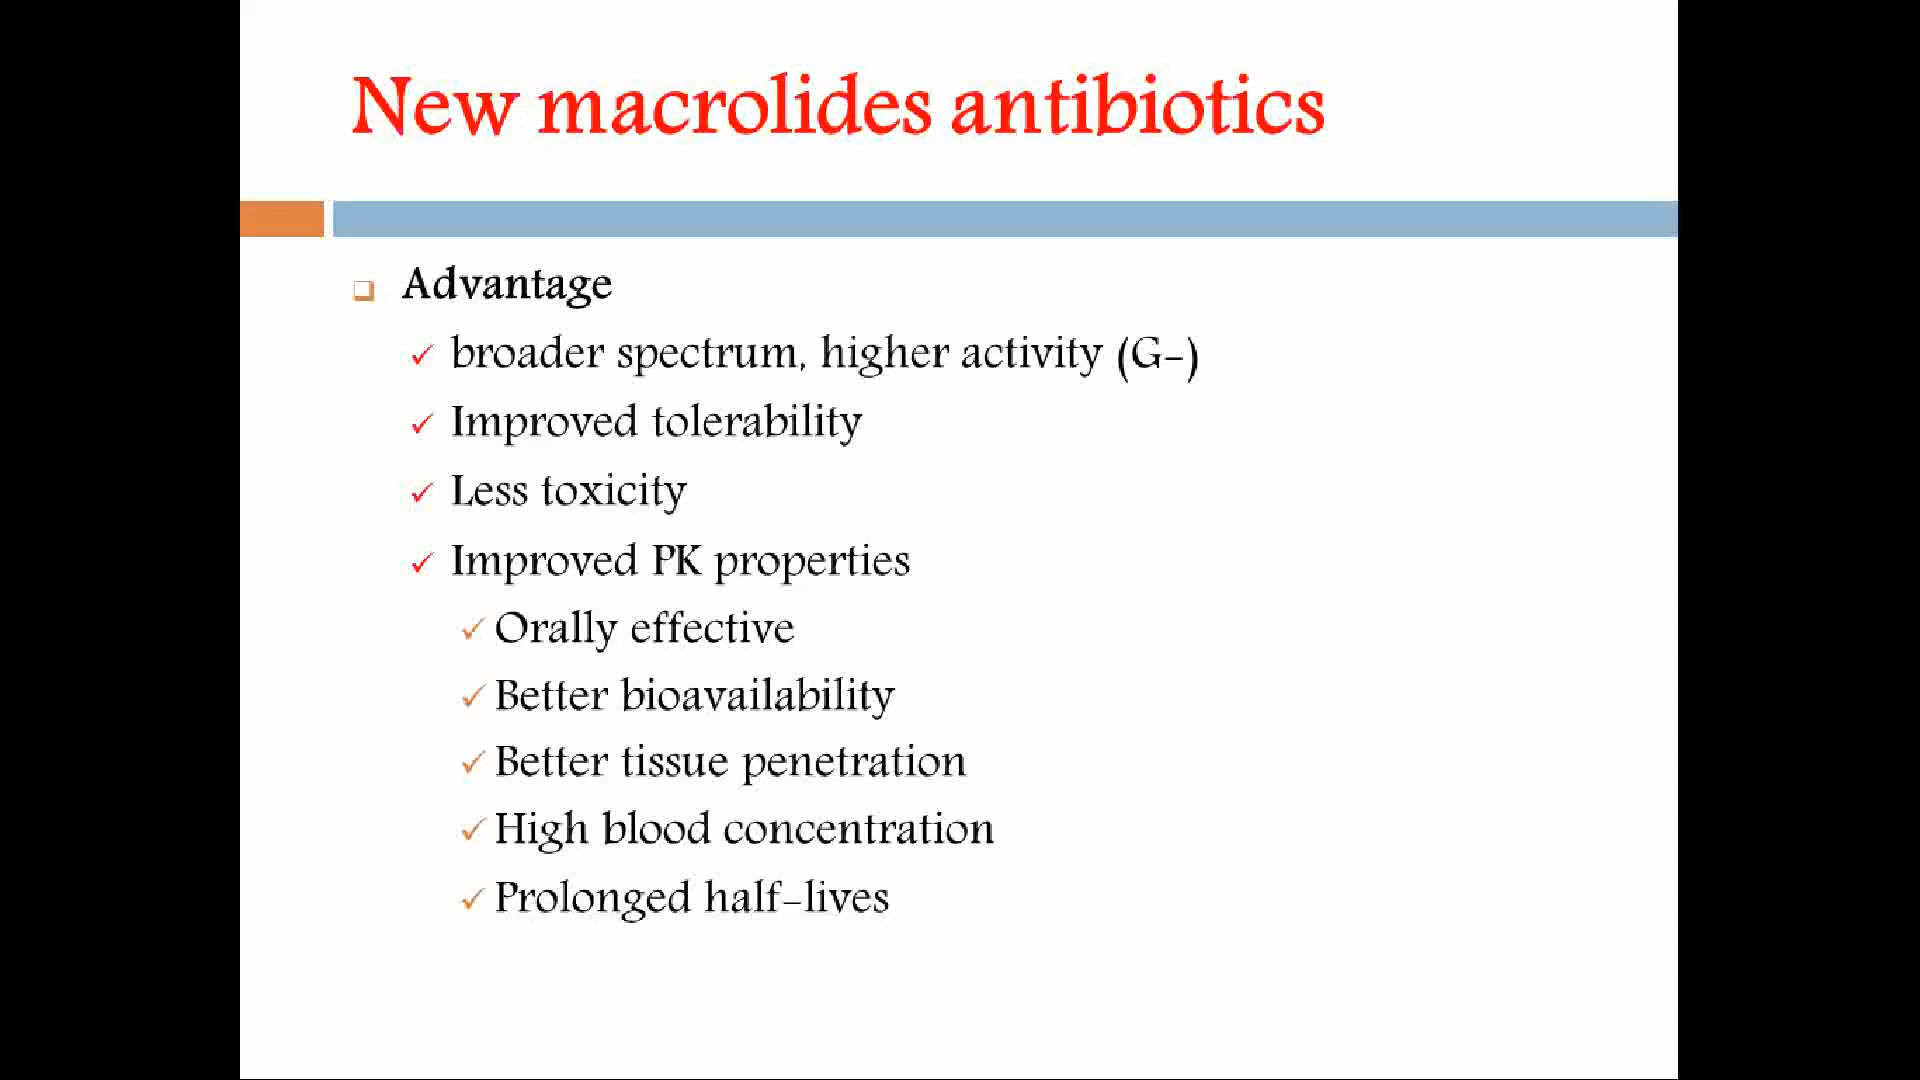 New macrolides antibiotics
Advantage
broader spectrum, higher activity (G-)
Improved tolerability
Less toxicity
Improved PK properties
Orally effective
Better bioavailability
Better tissue penetration
High blood concentration
Prolonged half-lives